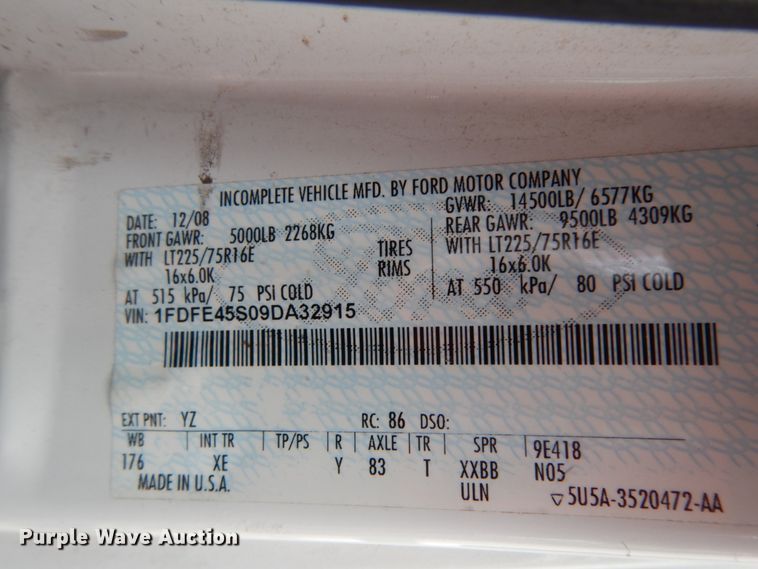 INCOMPLETE VEHICLE MFD. BY FORD MOTOR COMPANY
DATE: 12/08 GVWR: 14500LB/ 6577KG
FRONT GAWR: 5000LB 2268KG REAR GAWR: 9500LB 4309KG
WITH LT225/75R16E TIRES WITH LT225/75R16E
16x6.0K RIMS 16x6.0K
AT 515 kPa/ 75 PSI COLD AT 550 kPa/ 80 PSI COLD
VIN: 1FDFE45S09DA32915
EXT PNT: YZ RC: 86 DSO:
WB INT TR TP/PS R AXLE TR SPR 9E418
176 XE Y 83 T XXBB N05
MADE IN U.S.A. ULN ▽5U5A-3520472-AA
Purple Wave Auction